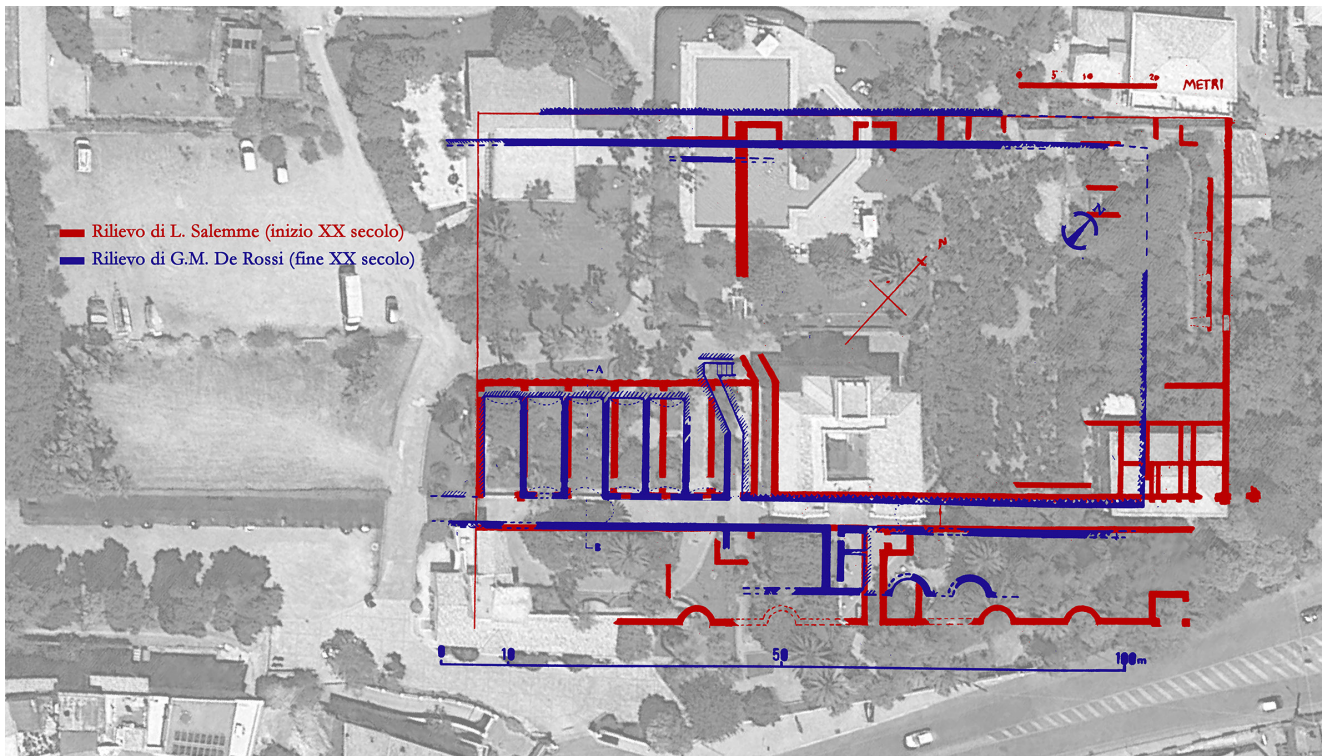 0 5 10 20
METRI
Rilievo di L. Salemme (inizio XX secolo)
Rilievo di G.M. De Rossi (fine XX secolo)
N
N
A
B
0 10 50 100m